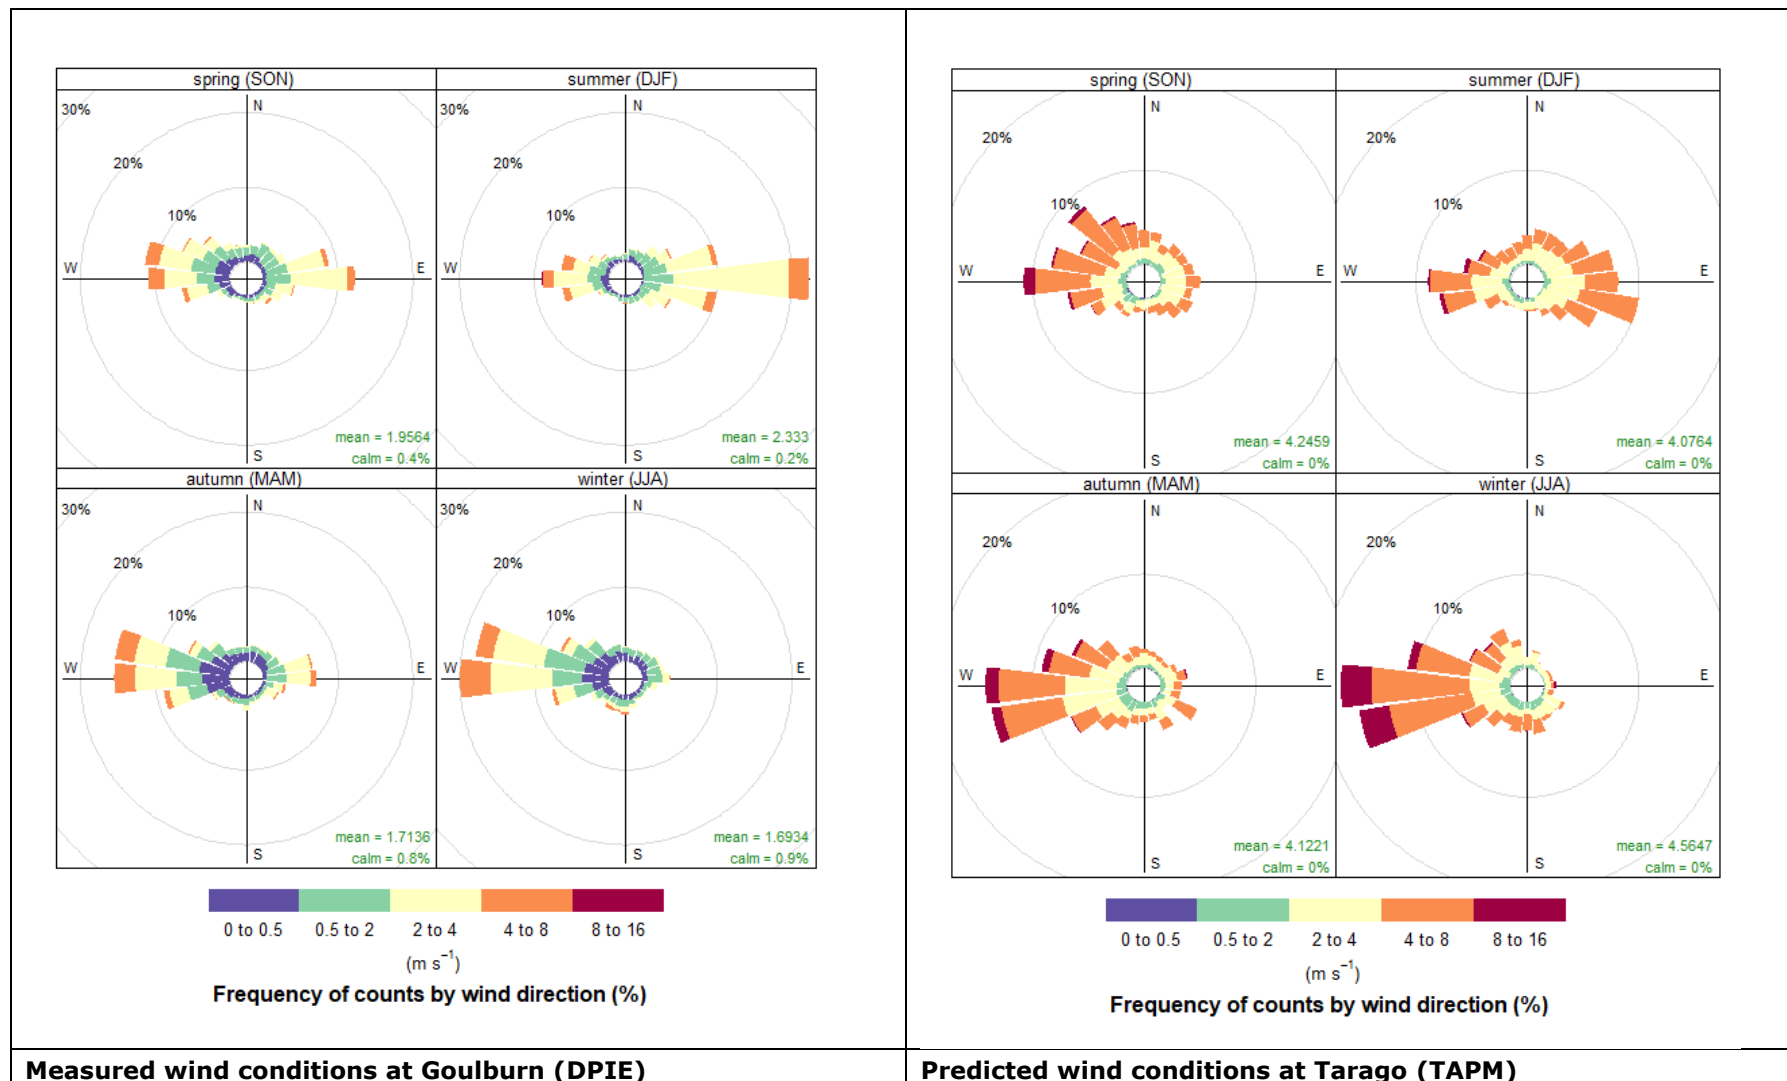 spring (SON)
summer (DJF)
30%
20%
10%
N
W
E
S
mean = 1.9564
calm = 0.4%
30%
20%
10%
N
W
E
S
mean = 2.333
calm = 0.2%
autumn (MAM)
winter (JJA)
30%
20%
10%
N
W
E
S
mean = 1.7136
calm = 0.8%
30%
20%
10%
N
W
E
S
mean = 1.6934
calm = 0.9%
0 to 0.5 0.5 to 2 2 to 4 4 to 8 8 to 16
(m s⁻¹)
Frequency of counts by wind direction (%)
Measured wind conditions at Goulburn (DPIE)
spring (SON)
summer (DJF)
20%
10%
N
W
E
S
mean = 4.2459
calm = 0%
20%
10%
N
W
E
S
mean = 4.0764
calm = 0%
autumn (MAM)
winter (JJA)
20%
10%
N
W
E
S
mean = 4.1221
calm = 0%
20%
10%
N
W
E
S
mean = 4.5647
calm = 0%
0 to 0.5 0.5 to 2 2 to 4 4 to 8 8 to 16
(m s⁻¹)
Frequency of counts by wind direction (%)
Predicted wind conditions at Tarago (TAPM)